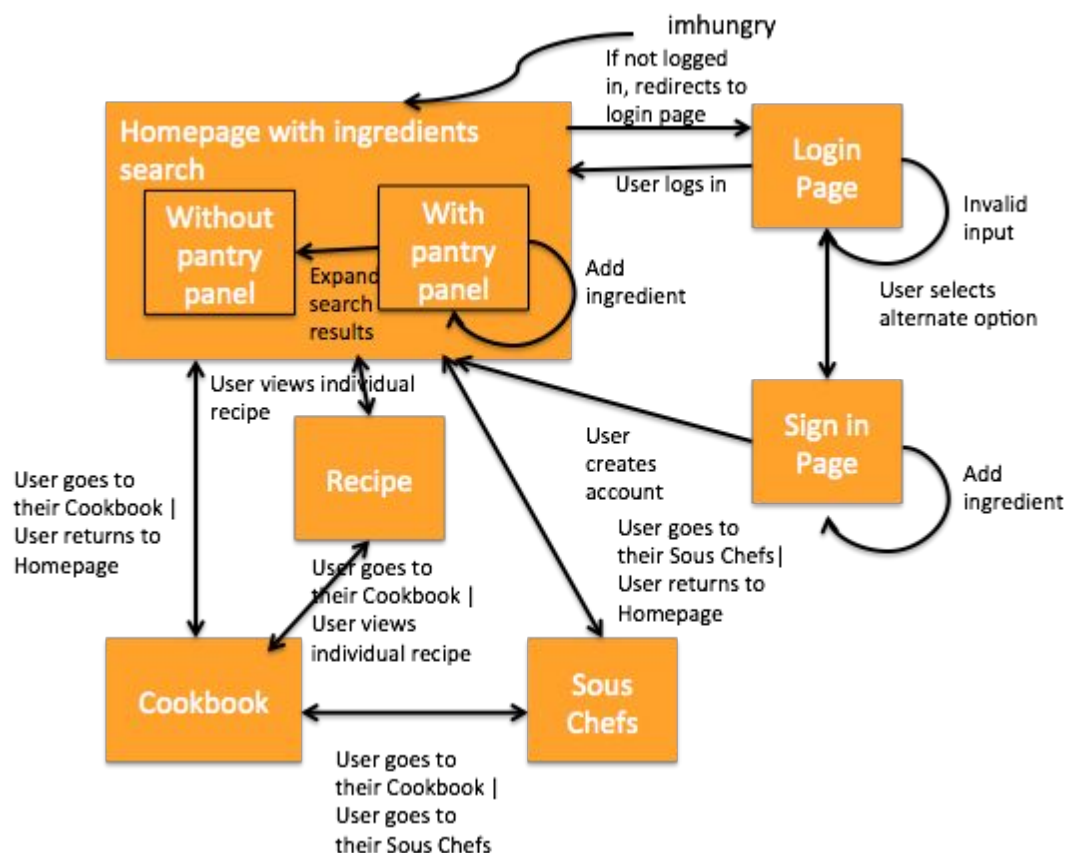 imhungry
If not logged
in, redirects to
login page
Homepage with ingredients
search
Login
Page
User logs in
Invalid
input
Without
pantry
panel
With
pantry
panel
Expand
search
results
Add
ingredient
User selects
alternate option
User views individual
recipe
Recipe
User
creates
account
Sign in
Page
Add
ingredient
User goes to
their Cookbook |
User returns to
Homepage
User goes to
their Sous Chefs|
User returns to
Homepage
User goes to
their Cookbook |
User views
individual recipe
Cookbook
Sous
Chefs
User goes to
their Cookbook |
User goes to
their Sous Chefs